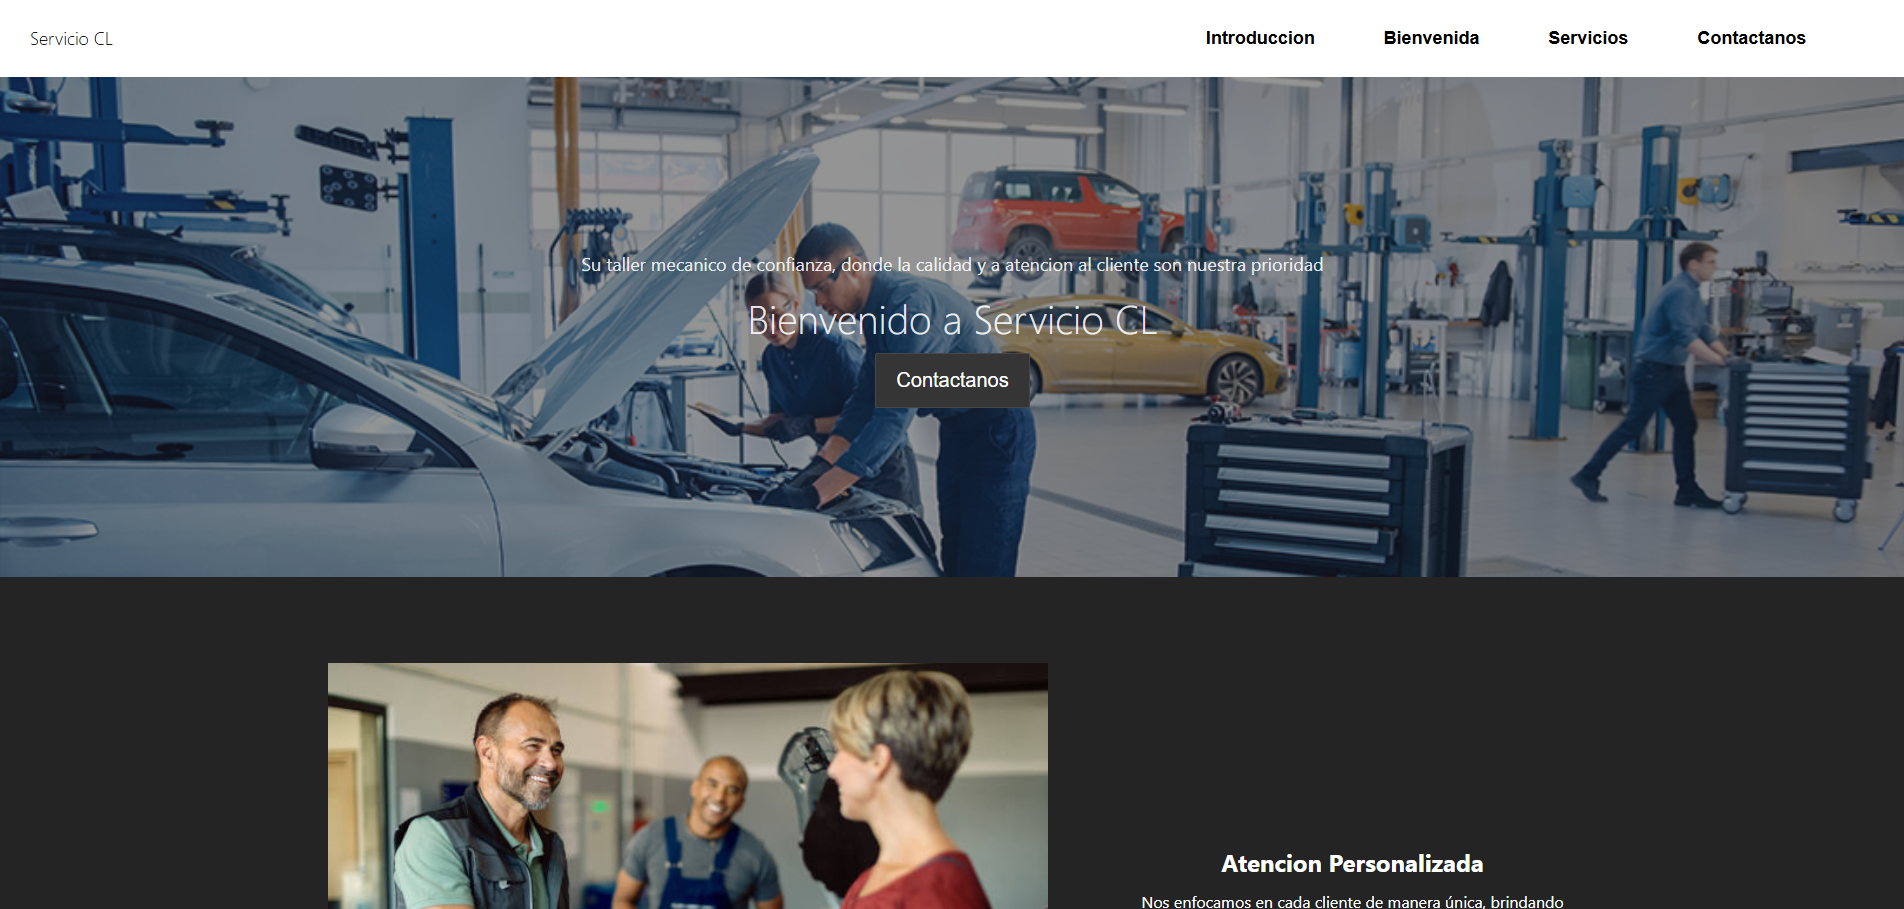 Servicio CL
Introduccion
Bienvenida
Servicios
Contactanos
Su taller mecanico de confianza, donde la calidad y a atencion al cliente son nuestra prioridad
Bienvenido a Servicio CL
Contactanos
Atencion Personalizada
Nos enfocamos en cada cliente de manera única, brindando